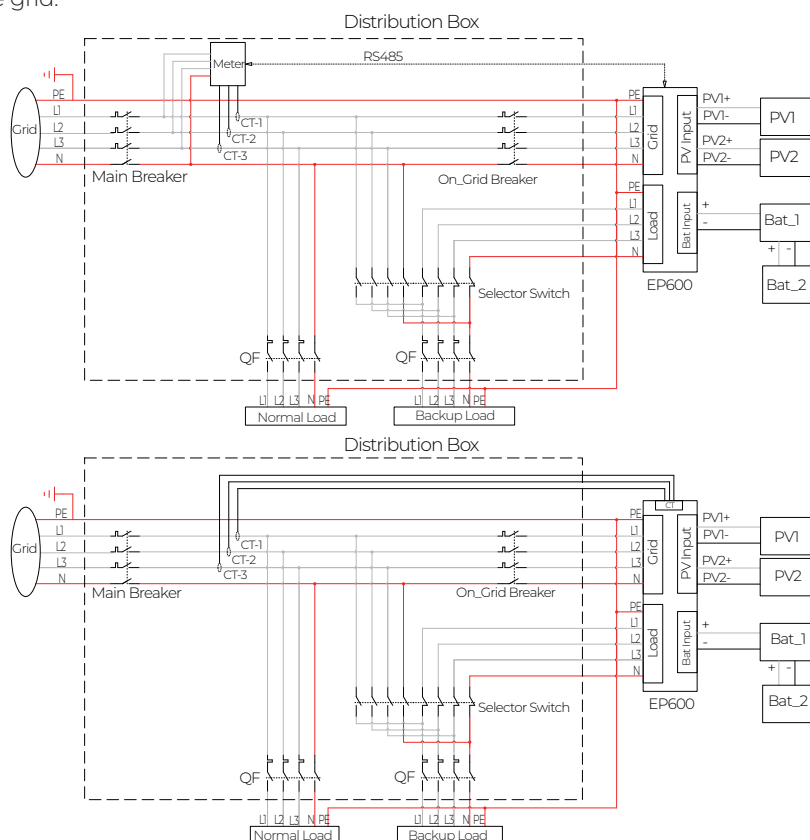 e grid.
Distribution Box
Meter
RS485
PE
L1
L2
L3
N
Grid
CT-1
CT-2
CT-3
Main Breaker
On_Grid Breaker
PE
L1
L2
L3
N
Grid
PV Input
PV1+
PV1-
PV2+
PV2-
PV1
PV2
PE
L1
L2
L3
N
Load
Bat Input
+
-
Bat_1
+ -
Bat_2
EP600
Selector Switch
QF
QF
L1 L2 L3 N PE
L1 L2 L3 N PE
Normal Load
Backup Load
Distribution Box
PE
L1
L2
L3
N
Grid
CT-1
CT-2
CT-3
Main Breaker
On_Grid Breaker
CT
PE
L1
L2
L3
N
Grid
PV Input
PV1+
PV1-
PV2+
PV2-
PV1
PV2
PE
L1
L2
L3
N
Load
Bat Input
+
-
Bat_1
+ -
Bat_2
EP600
Selector Switch
QF
QF
L1 L2 L3 N PE
L1 L2 L3 N PE
Normal Load
Backup Load